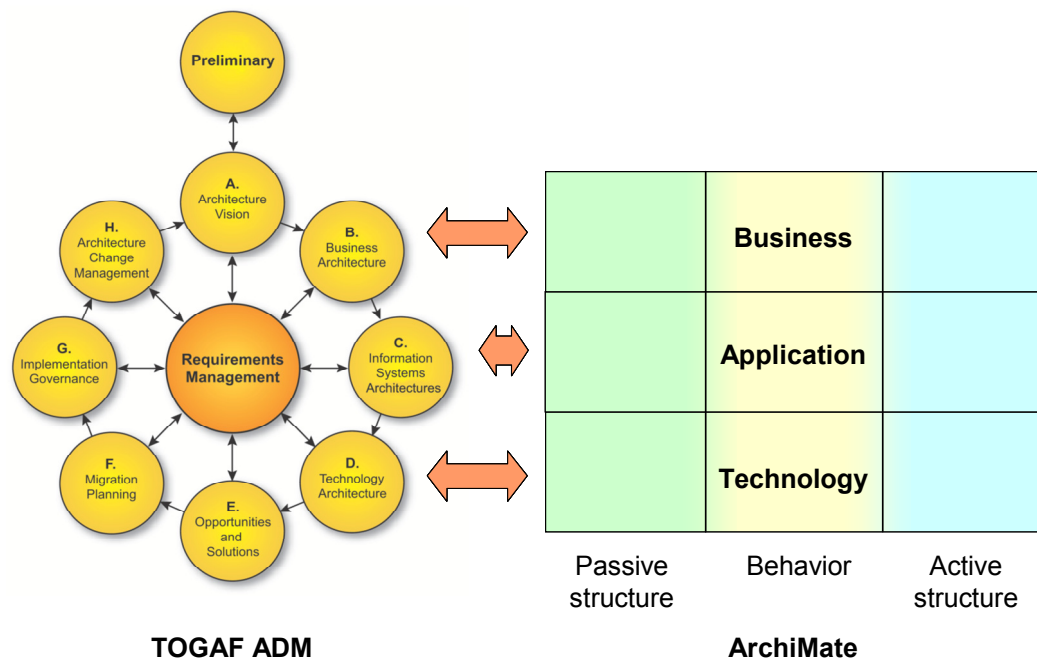 Preliminary
A.
Architecture
Vision
H.
Architecture
Change
Management
B.
Business
Architecture
Requirements
Management
G.
Implementation
Governance
C.
Information
Systems
Architectures
F.
Migration
Planning
D.
Technology
Architecture
E.
Opportunities
and
Solutions
TOGAF ADM
Business
Application
Technology
Passive
structure
Behavior
Active
structure
ArchiMate